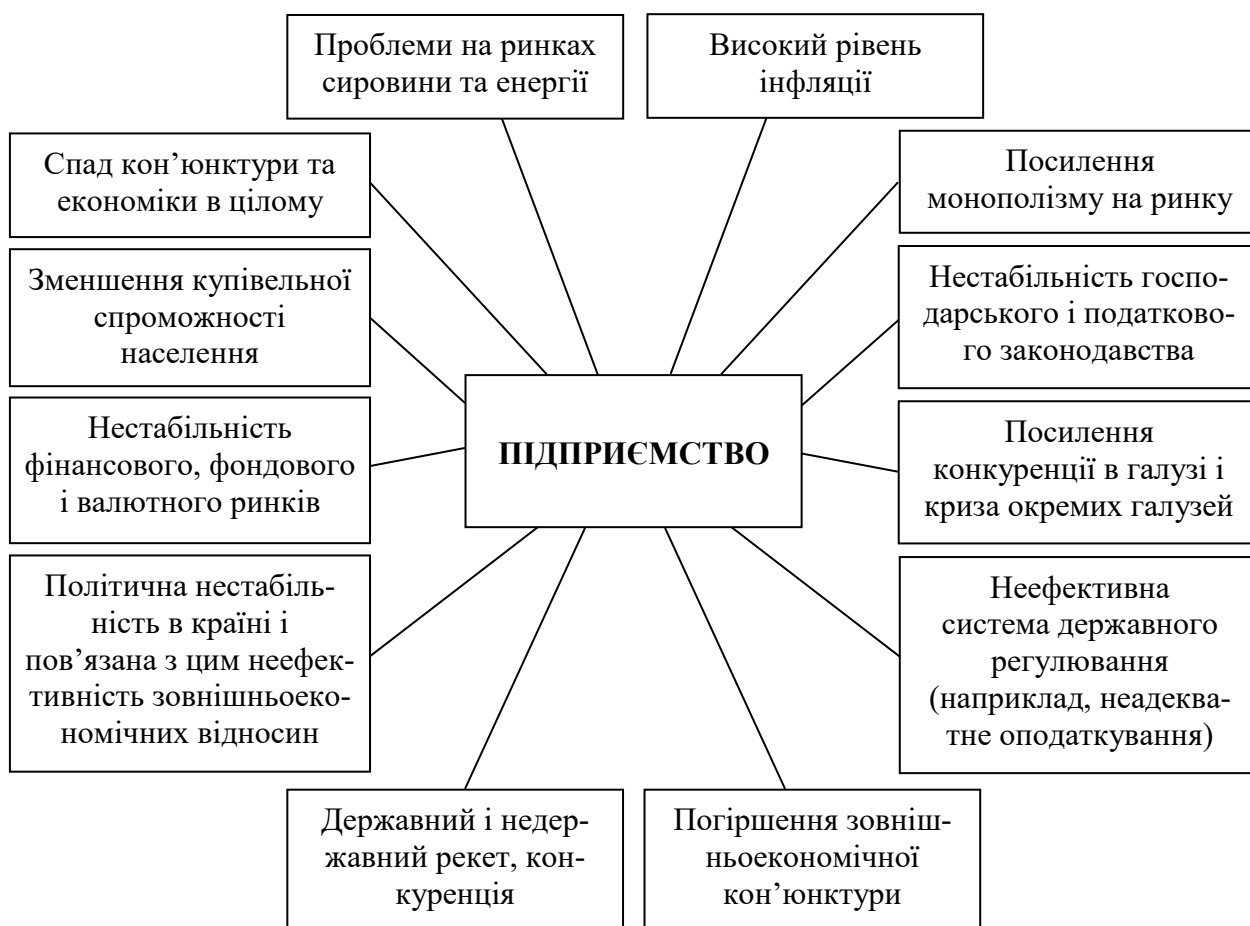 Проблеми на ринках
сировини та енергії
Високий рівень
інфляції
Спад кон’юнктури та
економіки в цілому
Посилення
монополізму на ринку
Зменшення купівельної
спроможності
населення
Нестабільність госпо-
дарського і податково-
го законодавства
Нестабільність
фінансового, фондового
і валютного ринків
ПІДПРИЄМСТВО
Посилення
конкуренції в галузі і
криза окремих галузей
Політична нестабіль-
ність в країні і
пов’язана з цим неефек-
тивність зовнішньоеко-
номічних відносин
Неефективна
система державного
регулювання
(наприклад, неадеква-
тне оподаткування)
Державний і недер-
жавний рекет, кон-
куренція
Погіршення зовніш-
ньоекономічної
кон’юнктури